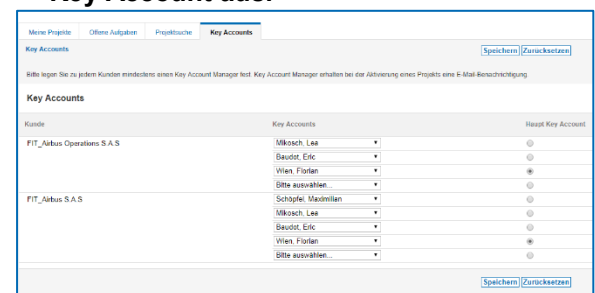 Key Account aus.
Meine Projekte Offene Aufgaben Projektsuche Key Accounts
Key Accounts
Speichern Zurücksetzen
Bitte legen Sie zu jedem Kunden mindestens einen Key Account Manager fest. Key Account Manager erhalten bei der Aktivierung eines Projekts eine E-Mail-Benachrichtigung.
Key Accounts
Kunde Key Accounts Haupt Key Account
FIT_Airbus Operations S.A.S Mikosch, Lea
Baudot, Eric
Wien, Florian
Bitte auswählen...
FIT_Airbus S.A.S Schöpfel, Maximilian
Mikosch, Lea
Baudot, Eric
Wien, Florian
Bitte auswählen...
Speichern Zurücksetzen